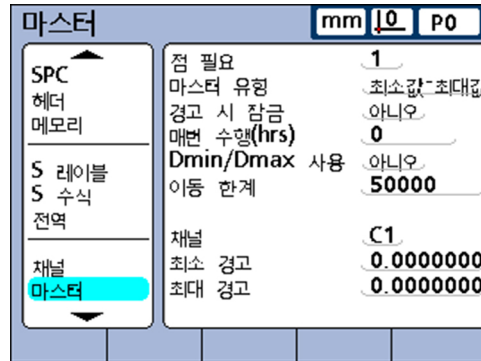 마스터 mm 0 P0
SPC
헤더
메모리
S 레이블
S 수식
전역
채널
마스터
점 필요 1
마스터 유형 최소값-최대값
경고 시 잠금 아니오
매번 수행(hrs) 0
Dmin/Dmax 사용 아니오
이동 한계 50000
채널 C1
최소 경고 0.0000000
최대 경고 0.0000000